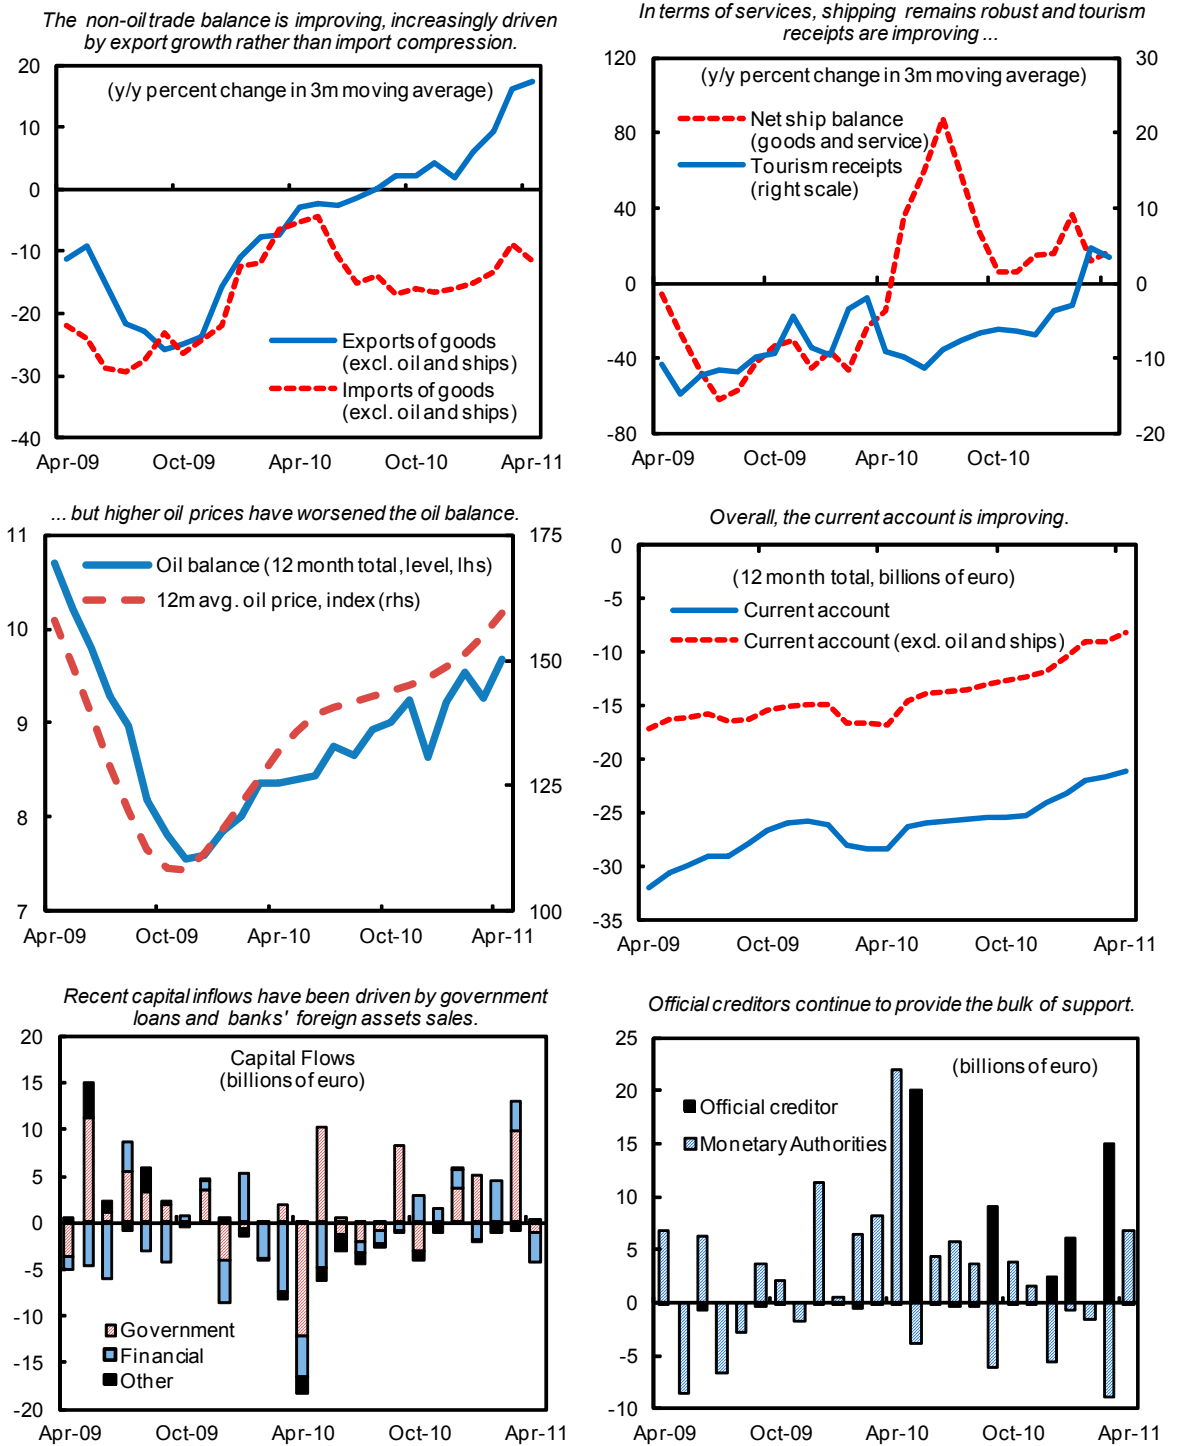 The non-oil trade balance is improving, increasingly driven
by export growth rather than import compression.
20
10
0
-10
-20
-30
-40
(y/y percent change in 3m moving average)
Exports of goods
(excl. oil and ships)
Imports of goods
(excl. oil and ships)
Apr-09
Oct-09
Apr-10
Oct-10
Apr-11
In terms of services, shipping remains robust and tourism
receipts are improving ...
120
80
40
0
-40
-80
30
20
10
0
-10
-20
(y/y percent change in 3m moving average)
Net ship balance
(goods and service)
Tourism receipts
(right scale)
Apr-09
Oct-09
Apr-10
Oct-10
... but higher oil prices have worsened the oil balance.
11
10
9
8
7
175
150
125
100
Oil balance (12 month total, level, lhs)
12m avg. oil price, index (rhs)
Apr-09
Oct-09
Apr-10
Oct-10
Apr-11
Overall, the current account is improving.
0
-5
-10
-15
-20
-25
-30
-35
(12 month total, billions of euro)
Current account
Current account (excl. oil and ships)
Apr-09
Oct-09
Apr-10
Oct-10
Apr-11
Recent capital inflows have been driven by government
loans and banks' foreign assets sales.
20
15
10
5
0
-5
-10
-15
-20
Capital Flows
(billions of euro)
Government
Financial
Other
Apr-09
Oct-09
Apr-10
Oct-10
Apr-11
Official creditors continue to provide the bulk of support.
25
20
15
10
5
0
-5
-10
(billions of euro)
Official creditor
Monetary Authorities
Apr-09
Oct-09
Apr-10
Oct-10
Apr-11